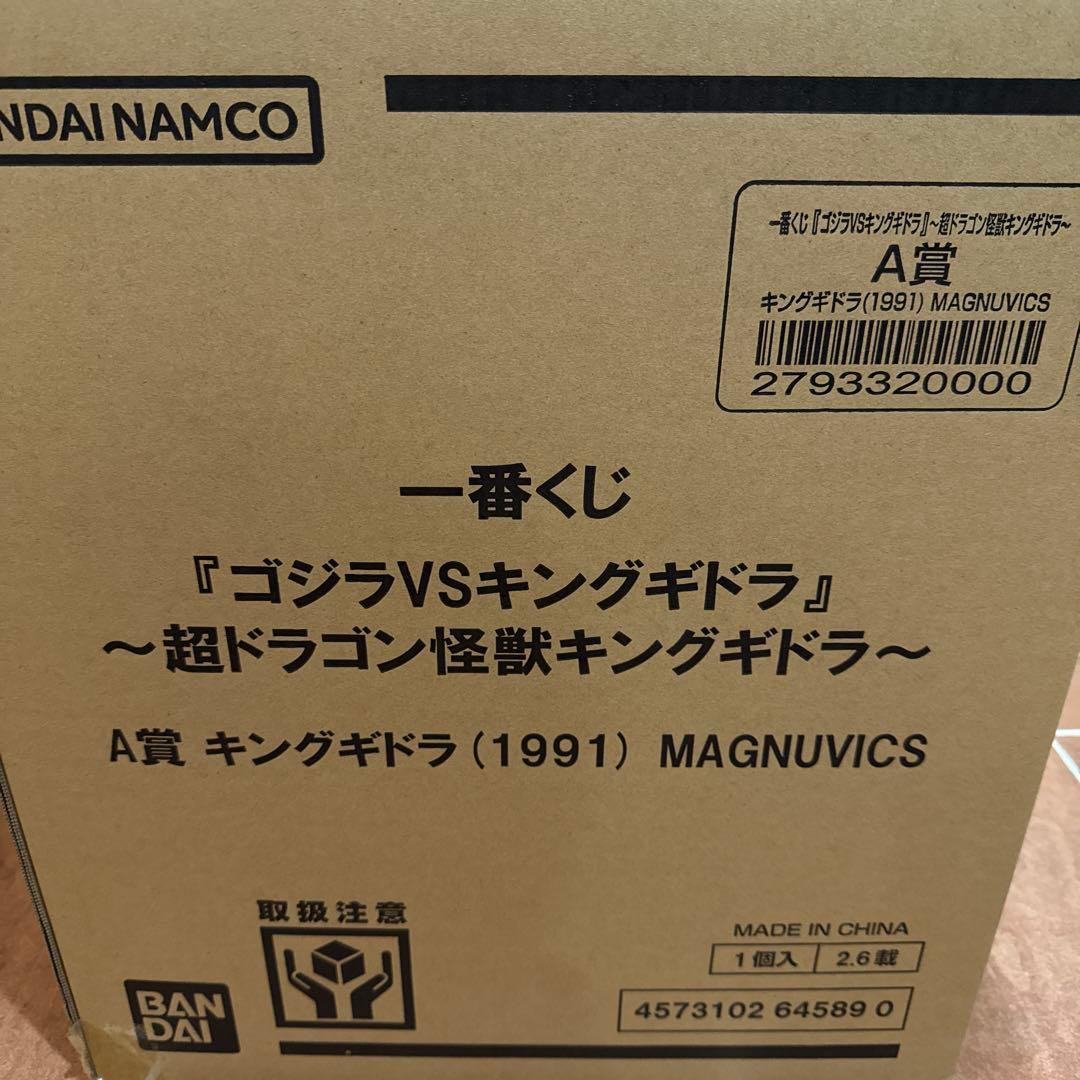 NDAI NAMCO
一番くじ『ゴジラVSキングギドラ』~超ドラゴン怪獣キングギドラ~
A賞
キングギドラ(1991) MAGNUVICS
2793320000
一番くじ
『ゴジラVSキングギドラ』
~超ドラゴン怪獣キングギドラ~
A賞 キングギドラ(1991) MAGNUVICS
取扱注意
MADE IN CHINA
1個入 2.6載
4573102 64589 0
BAN
DAI